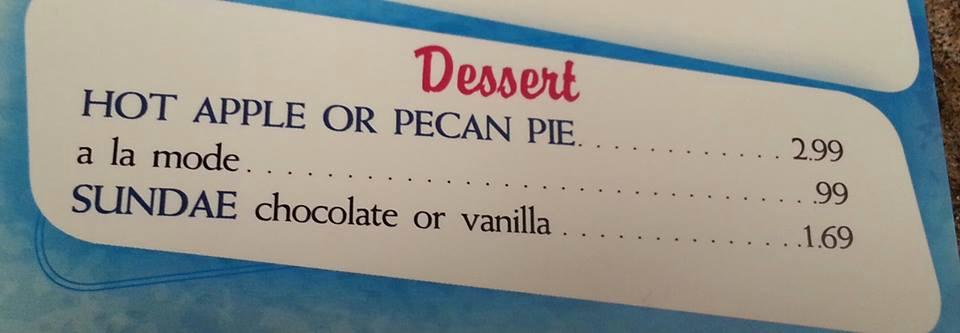 Dessert
HOT APPLE OR PECAN PIE. . . . . . . . . . . . 2.99
a la mode. . . . . . . . . . . . . . . . . . . . . . . . . . . . .99
SUNDAE chocolate or vanilla . . . . . . . . . . . . .1.69